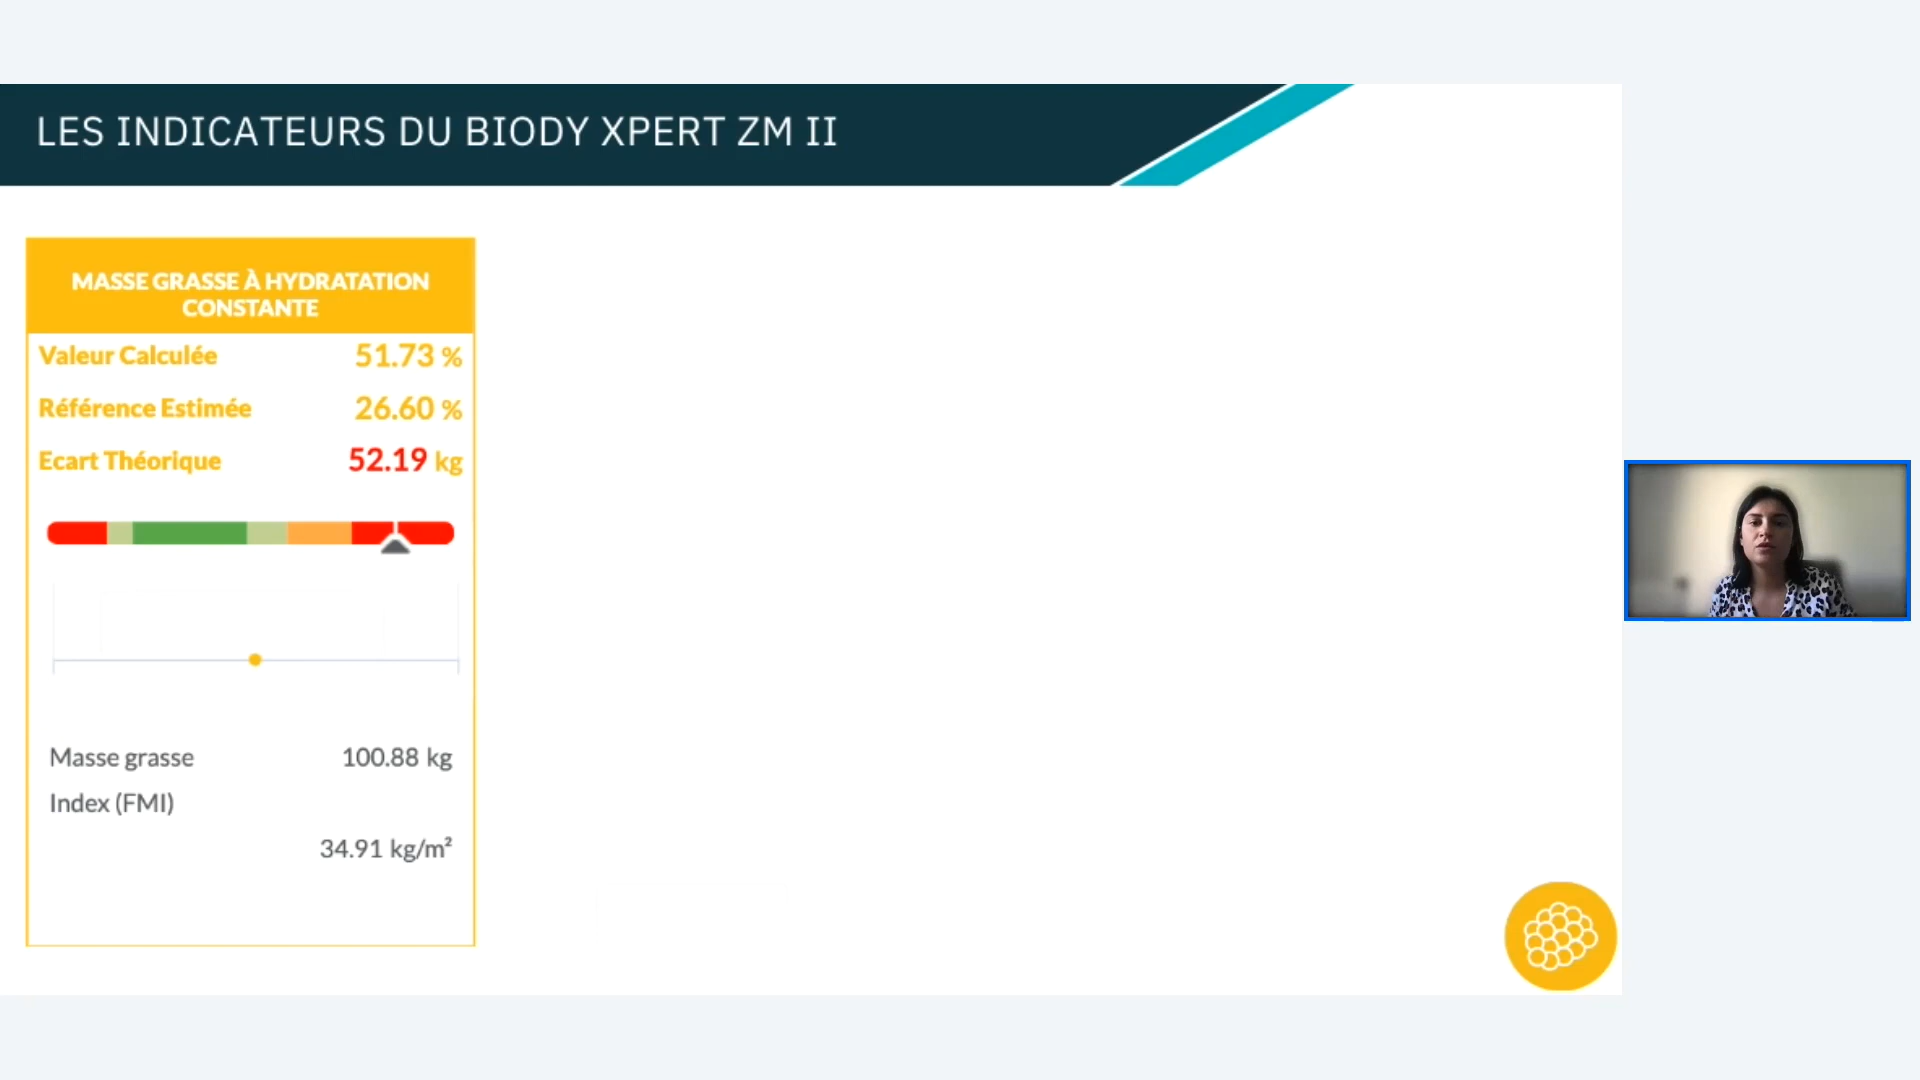 LES INDICATEURS DU BIODY XPERT ZM II
MASSE GRASSE À HYDRATATION
CONSTANTE
Valeur Calculée 51.73 %
Référence Estimée 26.60 %
Ecart Théorique 52.19 kg
Masse grasse 100.88 kg
Index (FMI)
34.91 kg/m²